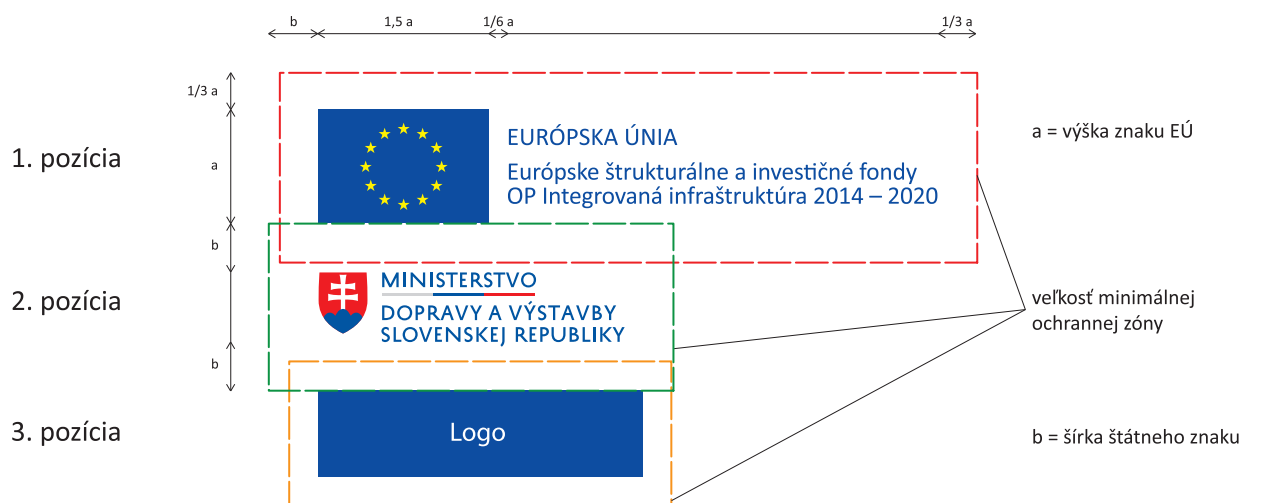 b
1,5 a
1/6 a
1/3 a
1/3 a
1. pozícia
a
EURÓPSKA ÚNIA
Európske štrukturálne a investičné fondy
OP Integrovaná infraštruktúra 2014 – 2020
a = výška znaku EÚ
b
2. pozícia
MINISTERSTVO
DOPRAVY A VÝSTAVBY
SLOVENSKEJ REPUBLIKY
veľkosť minimálnej
ochrannej zóny
b
3. pozícia
Logo
b = šírka štátneho znaku